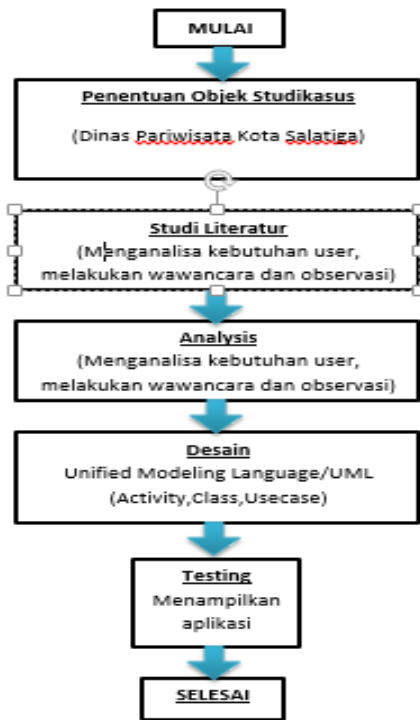 MULAI
Penentuan Objek Studikasus
(Dinas Pariwisata Kota Salatiga)
Studi Literatur
(Menganalisa kebutuhan user,
melakukan wawancara dan observasi)
Analysis
(Menganalisa kebutuhan user,
melakukan wawancara dan observasi)
Desain
Unified Modeling Language/UML
(Activity,Class,Usecase)
Testing
Menampilkan
aplikasi
SELESAI